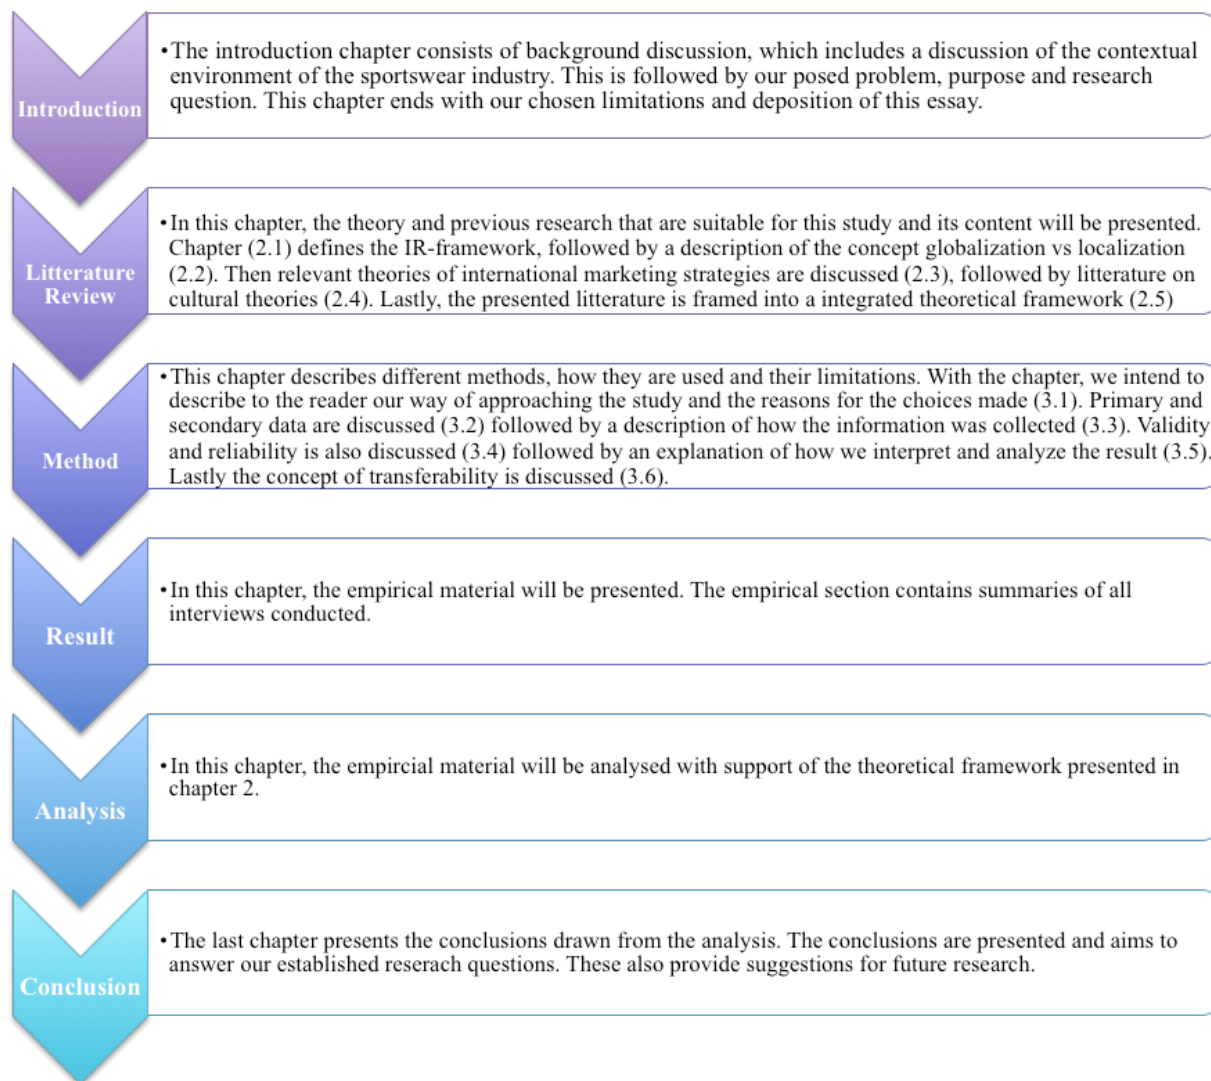 Introduction
•The introduction chapter consists of background discussion, which includes a discussion of the contextual
environment of the sportswear industry. This is followed by our posed problem, purpose and research
question. This chapter ends with our chosen limitations and deposition of this essay.
Litterature
Review
•In this chapter, the theory and previous research that are suitable for this study and its content will be presented.
Chapter (2.1) defines the IR-framework, followed by a description of the concept globalization vs localization
(2.2). Then relevant theories of international marketing strategies are discussed (2.3), followed by litterature on
cultural theories (2.4). Lastly, the presented litterature is framed into a integrated theoretical framework (2.5)
Method
•This chapter describes different methods, how they are used and their limitations. With the chapter, we intend to
describe to the reader our way of approaching the study and the reasons for the choices made (3.1). Primary and
secondary data are discussed (3.2) followed by a description of how the information was collected (3.3). Validity
and reliability is also discussed (3.4) followed by an explanation of how we interpret and analyze the result (3.5).
Lastly the concept of transferability is discussed (3.6).
Result
•In this chapter, the empirical material will be presented. The empirical section contains summaries of all
interviews conducted.
Analysis
•In this chapter, the empircial material will be analysed with support of the theoretical framework presented in
chapter 2.
Conclusion
•The last chapter presents the conclusions drawn from the analysis. The conclusions are presented and aims to
answer our established reserach questions. These also provide suggestions for future research.